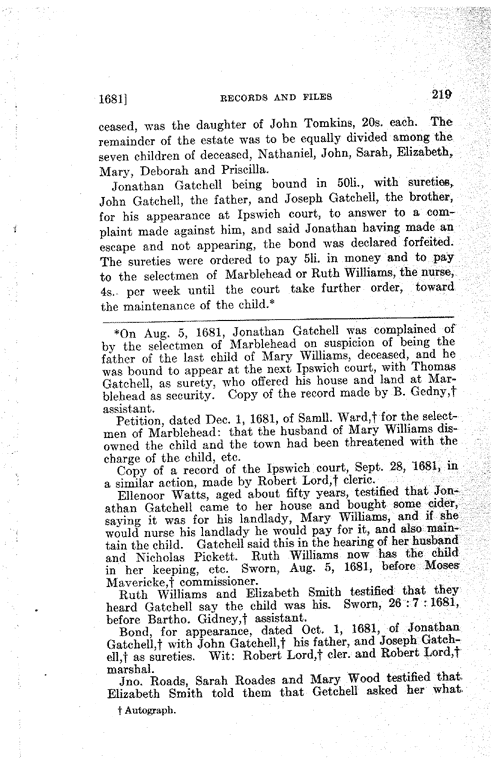 1681]
RECORDS AND FILES
219
ceased, was the daughter of John Tomkins, 20s. each. The
remainder of the estate was to be equally divided among the
seven children of deceased, Nathaniel, John, Sarah, Elizabeth,
Mary, Deborah and Priscilla.
Jonathan Gatchell being bound in 50li., with sureties,
John Gatchell, the father, and Joseph Gatchell, the brother,
for his appearance at Ipswich court, to answer to a com-
plaint made against him, and said Jonathan having made an
escape and not appearing, the bond was declared forfeited.
The sureties were ordered to pay 5li. in money and to pay
to the selectmen of Marblehead or Ruth Williams, the nurse,
4s. per week until the court take further order, toward
the maintenance of the child.*
*On Aug. 5, 1681, Jonathan Gatchell was complained of
by the selectmen of Marblehead on suspicion of being the
father of the last child of Mary Williams, deceased, and he
was bound to appear at the next Ipswich court, with Thomas
Gatchell, as surety, who offered his house and land at Mar-
blehead as security. Copy of the record made by B. Gedny,†
assistant.
Petition, dated Dec. 1, 1681, of Samll. Ward,† for the select-
men of Marblehead: that the husband of Mary Williams dis-
owned the child and the town had been threatened with the
charge of the child, etc.
Copy of a record of the Ipswich court, Sept. 28, 1681, in
a similar action, made by Robert Lord,† cleric.
Ellenoor Watts, aged about fifty years, testified that Jon-
athan Gatchell came to her house and bought some cider,
saying it was for his landlady, Mary Williams, and if she
would nurse his landlady he would pay for it, and also main-
tain the child. Gatchell said this in the hearing of her husband
and Nicholas Pickett. Ruth Williams now has the child
in her keeping, etc. Sworn, Aug. 5, 1681, before Moses
Mavericke,† commissioner.
Ruth Williams and Elizabeth Smith testified that they
heard Gatchell say the child was his. Sworn, 26 : 7 : 1681,
before Bartho. Gidney,† assistant.
Bond, for appearance, dated Oct. 1, 1681, of Jonathan
Gatchell,† with John Gatchell,† his father, and Joseph Gatch-
ell,† as sureties. Wit: Robert Lord,† cler. and Robert Lord,†
marshal.
Jno. Roads, Sarah Roades and Mary Wood testified that
Elizabeth Smith told them that Getchell asked her what
† Autograph.